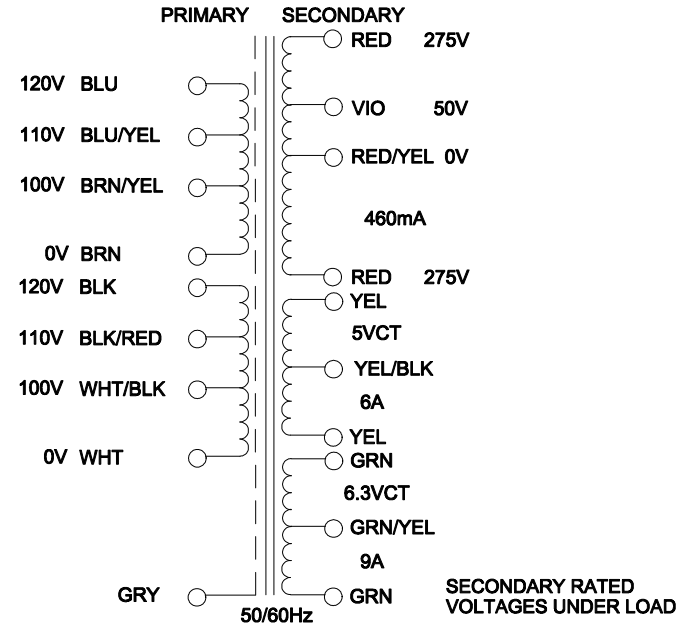 PRIMARY SECONDARY
120V BLU
110V BLU/YEL
100V BRN/YEL
0V BRN
120V BLK
110V BLK/RED
100V WHT/BLK
0V WHT
GRY
RED 275V
VIO 50V
RED/YEL 0V
460mA
RED 275V
YEL
5VCT
YEL/BLK
6A
YEL
GRN
6.3VCT
GRN/YEL
9A
GRN
50/60Hz
SECONDARY RATED
VOLTAGES UNDER LOAD